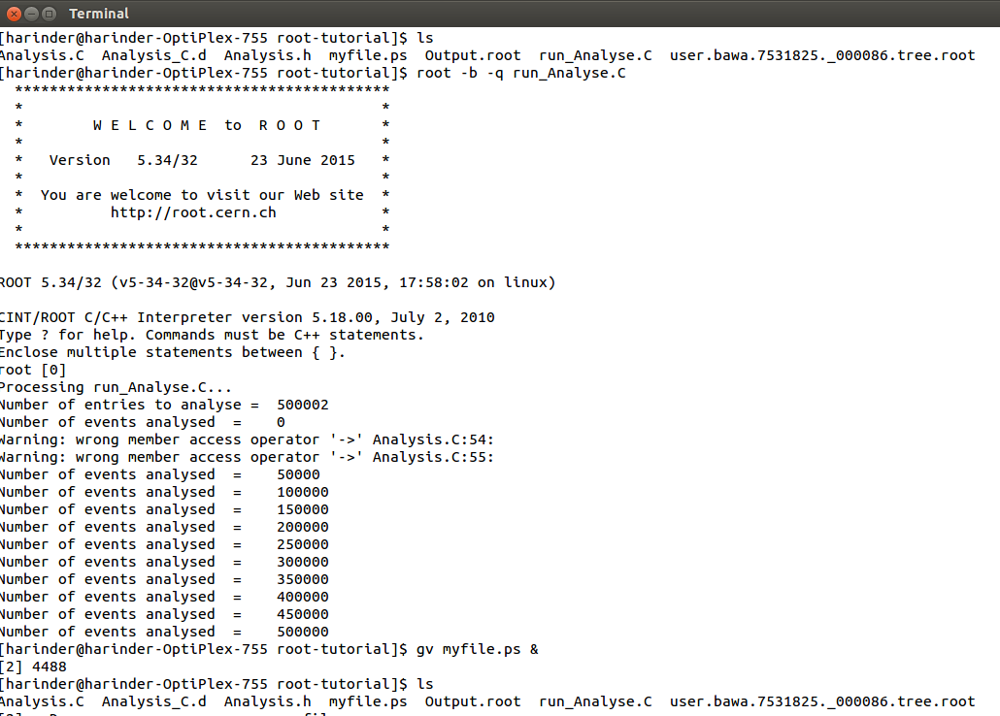 Terminal
[harinder@harinder-OptiPlex-755 root-tutorial]$ ls
Analysis.C  Analysis_C.d  Analysis.h  myfile.ps  Output.root  run_Analyse.C  user.bawa.7531825._000086.tree.root
[harinder@harinder-OptiPlex-755 root-tutorial]$ root -b -q run_Analyse.C
  *******************************************
  *                                         *
  *        W E L C O M E  to  R O O T       *
  *                                         *
  *   Version   5.34/32      23 June 2015   *
  *                                         *
  *  You are welcome to visit our Web site  *
  *          http://root.cern.ch            *
  *                                         *
  *******************************************
ROOT 5.34/32 (v5-34-32@v5-34-32, Jun 23 2015, 17:58:02 on linux)
CINT/ROOT C/C++ Interpreter version 5.18.00, July 2, 2010
Type ? for help. Commands must be C++ statements.
Enclose multiple statements between { }.
root [0]
Processing run_Analyse.C...
Number of entries to analyse =  500002
Number of events analysed  =    0
Warning: wrong member access operator '->' Analysis.C:54:
Warning: wrong member access operator '->' Analysis.C:55:
Number of events analysed  =    50000
Number of events analysed  =    100000
Number of events analysed  =    150000
Number of events analysed  =    200000
Number of events analysed  =    250000
Number of events analysed  =    300000
Number of events analysed  =    350000
Number of events analysed  =    400000
Number of events analysed  =    450000
Number of events analysed  =    500000
[harinder@harinder-OptiPlex-755 root-tutorial]$ gv myfile.ps &
[2] 4488
[harinder@harinder-OptiPlex-755 root-tutorial]$ ls
Analysis.C  Analysis_C.d  Analysis.h  myfile.ps  Output.root  run_Analyse.C  user.bawa.7531825._000086.tree.root